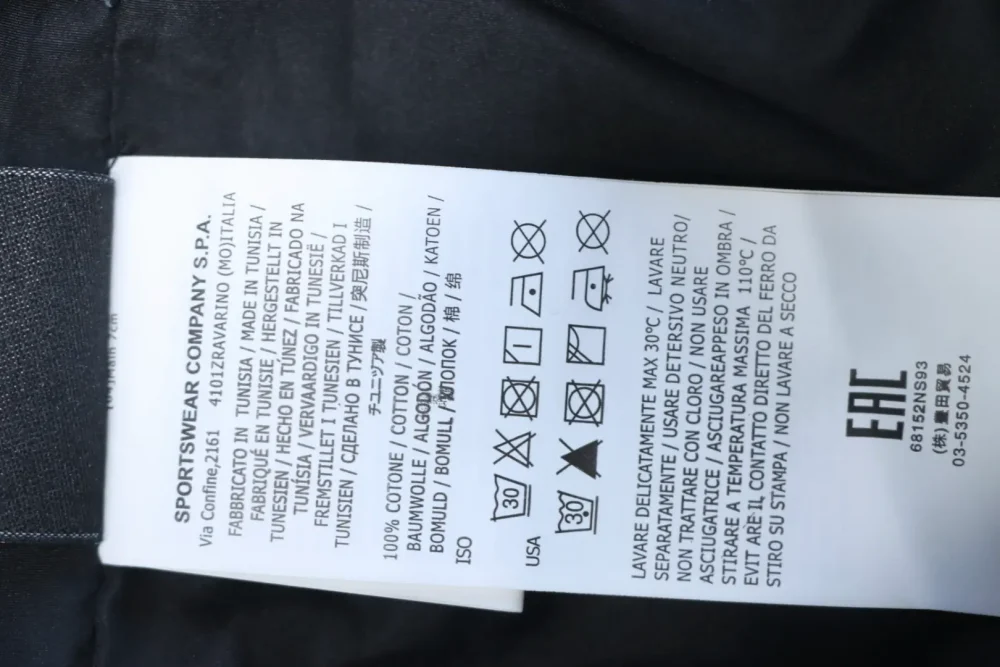 SPORTSWEAR COMPANY S.P.A.
Via Confine,2161 4101ZRAVARINO (MO)ITALIA
FABBRICATO IN TUNISIA / MADE IN TUNISIA /
FABRIQUÉ EN TUNISIE / HERGESTELLT IN
TUNESIEN / HECHO EN TÚNEZ / FABRICADO NA
TUNÍSIA / VERVAARDIGO IN TUNESIË /
FREMSTILLET I TUNESIEN / TILLVERKAD I
TUNISIEN / СДЕЛАНО В ТУНИСЕ / 突尼斯制造 /
チユニツア製
100% COTONE / COTTON / COTON /
BAUMWOLLE / ALGODÓN / ALGODÃO / KATOEN /
BOMULD / BOMULL / / 棉 / 绵
ISO
30
USA
30
LAVARE DELICATAMENTE MAX 30°C / LAVARE
SEPARATAMENTE / USARE DETERSIVO NEUTRO/
NON TRATTARE CON CLORO / NON USARE
ASCIUGATRICE / ASCIUGAREAPPESO IN OMBRA /
STIRARE A TEMPERATURA MASSIMA 110°C /
EVIT ARE IL CONTATTO DIRETTO DEL FERRO DA
STIRO SU STAMPA / NON LAVARE A SECCO
EAC
68152NS93
(株) 豊田貿易
03-5350-4524